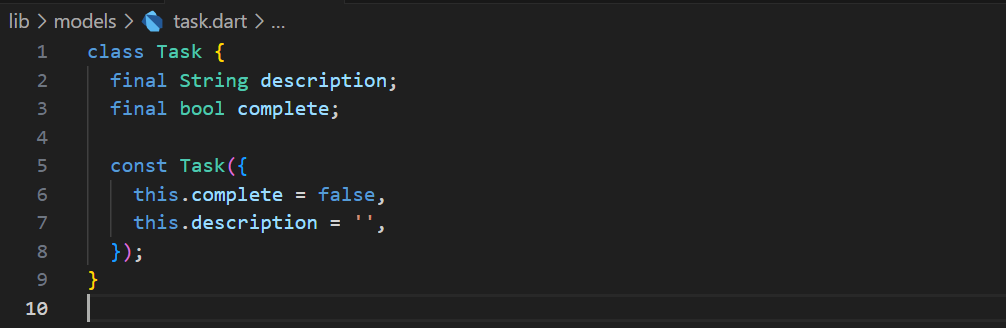 lib > models > task.dart > ...
1 class Task {
2   final String description;
3   final bool complete;
4
5   const Task({
6     this.complete = false,
7     this.description = '',
8   });
9 }
10